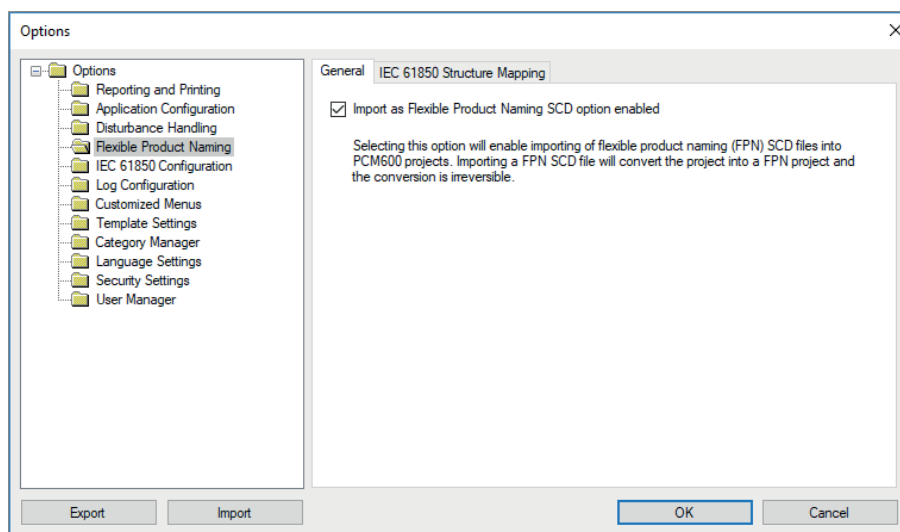 Options
Options
Reporting and Printing
Application Configuration
Disturbance Handling
Flexible Product Naming
IEC 61850 Configuration
Log Configuration
Customized Menus
Template Settings
Category Manager
Language Settings
Security Settings
User Manager
General
IEC 61850 Structure Mapping
Import as Flexible Product Naming SCD option enabled
Selecting this option will enable importing of flexible product naming (FPN) SCD files into
PCM600 projects. Importing a FPN SCD file will convert the project into a FPN project and
the conversion is irreversible.
Export
Import
OK
Cancel